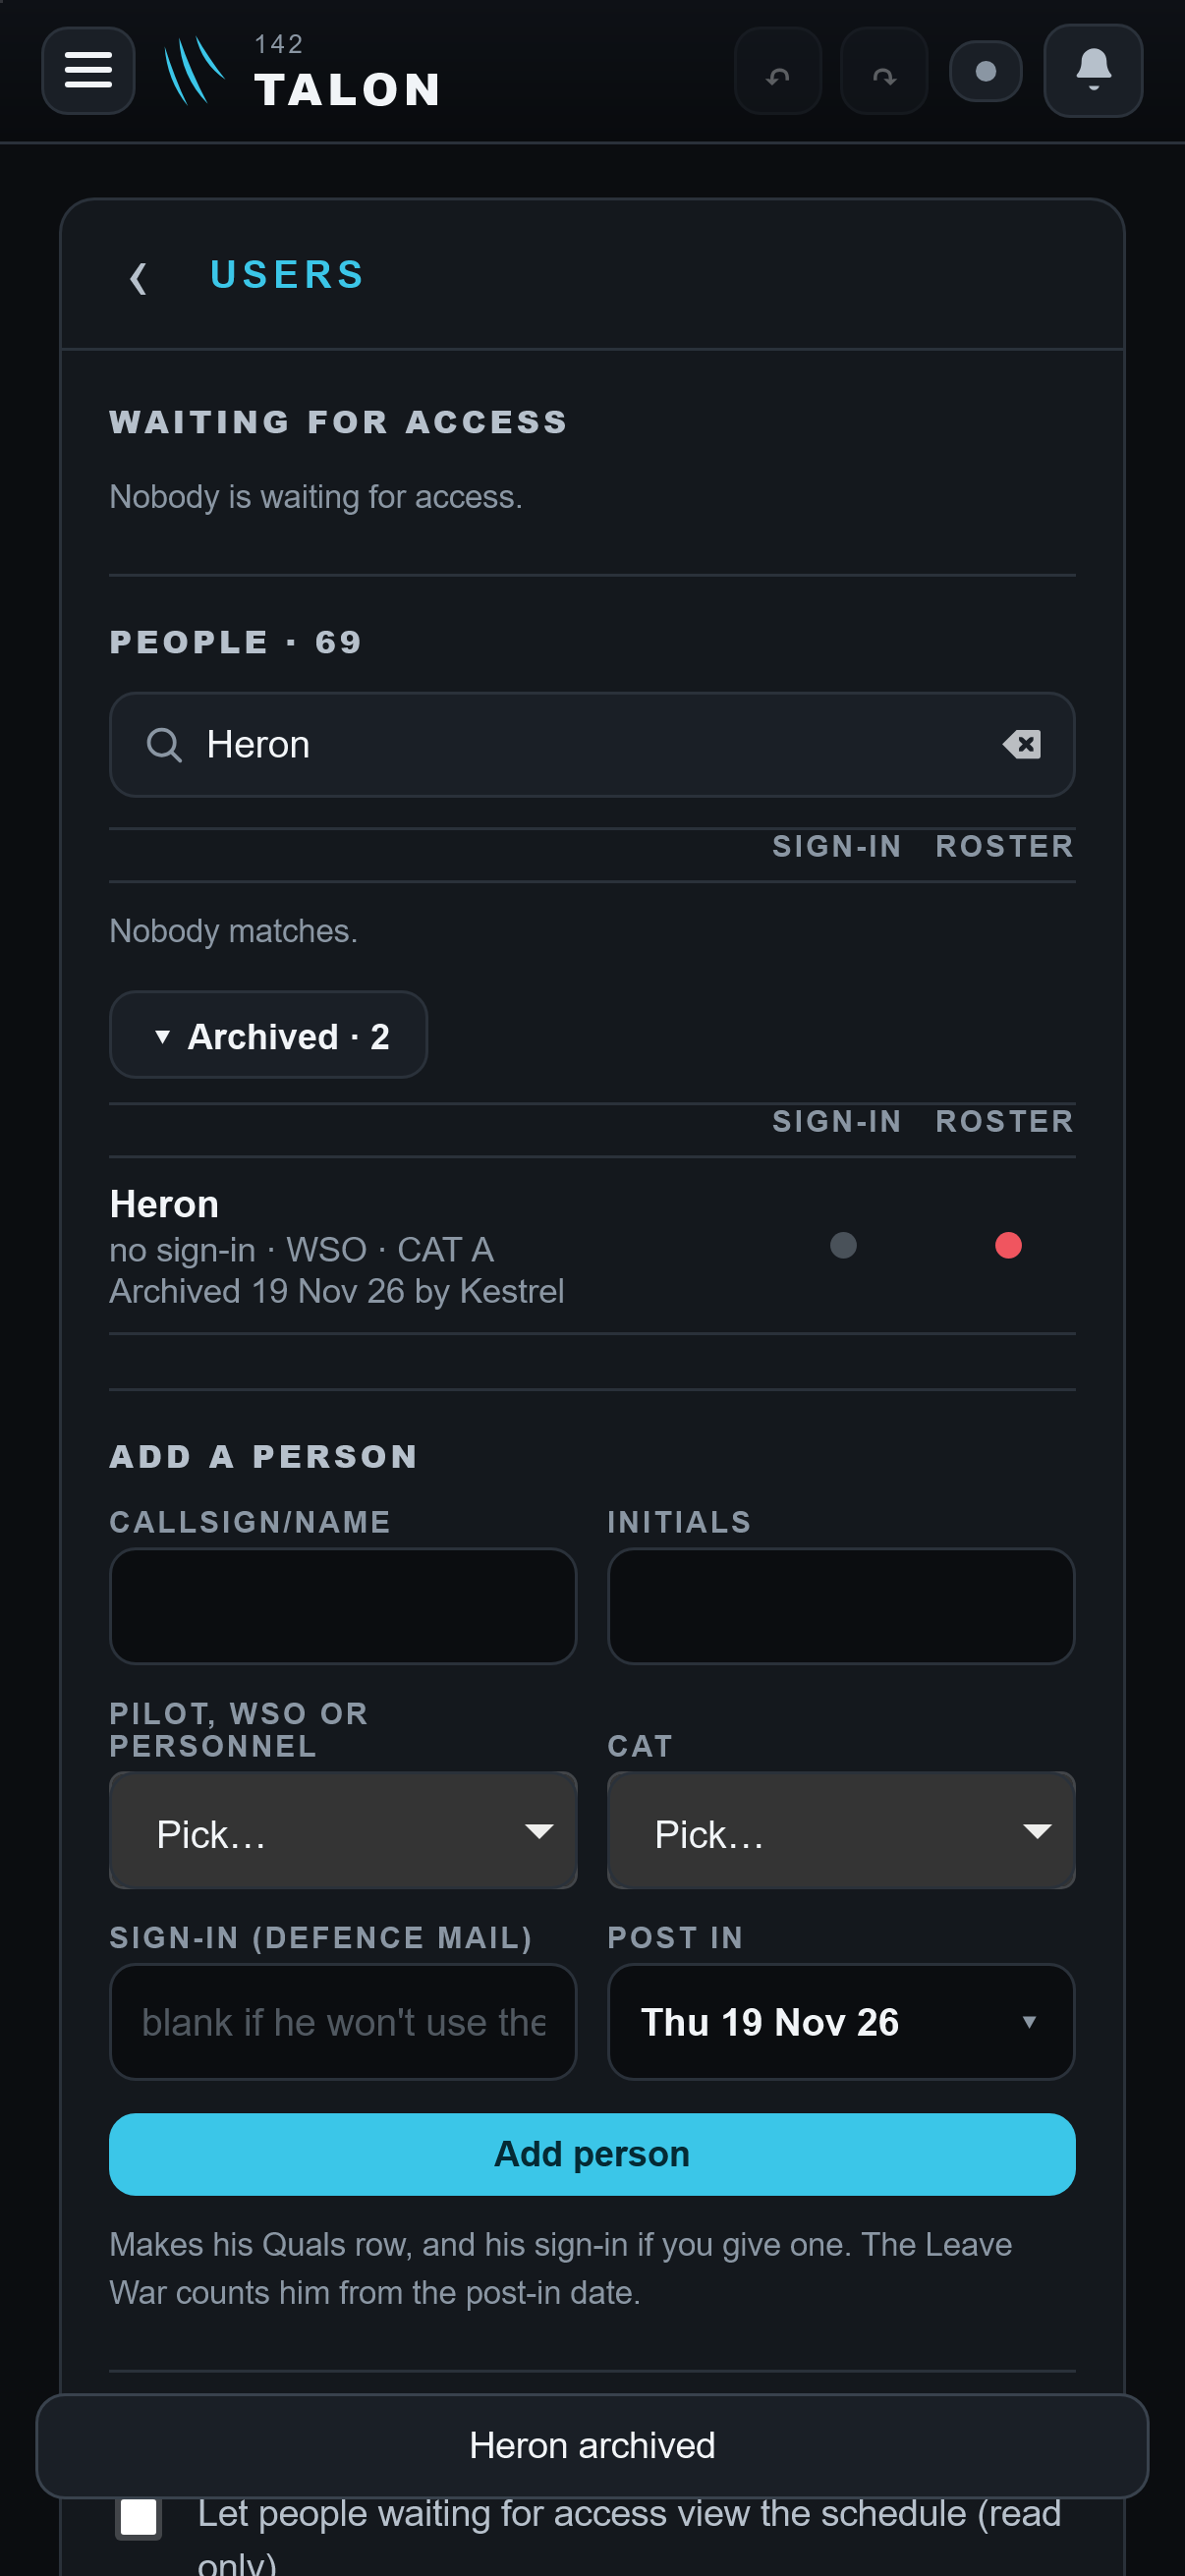 142
TALON
USERS
WAITING FOR ACCESS
Nobody is waiting for access.
PEOPLE · 69
Heron
SIGN-IN ROSTER
Nobody matches.
▼ Archived · 2
SIGN-IN ROSTER
Heron
no sign-in · WSO · CAT A
Archived 19 Nov 26 by Kestrel
ADD A PERSON
CALLSIGN/NAME INITIALS
PILOT, WSO OR
PERSONNEL CAT
Pick… Pick…
SIGN-IN (DEFENCE MAIL) POST IN
blank if he won't use the Thu 19 Nov 26
Add person
Makes his Quals row, and his sign-in if you give one. The Leave
War counts him from the post-in date.
Heron archived
Let people waiting for access view the schedule (read
only)